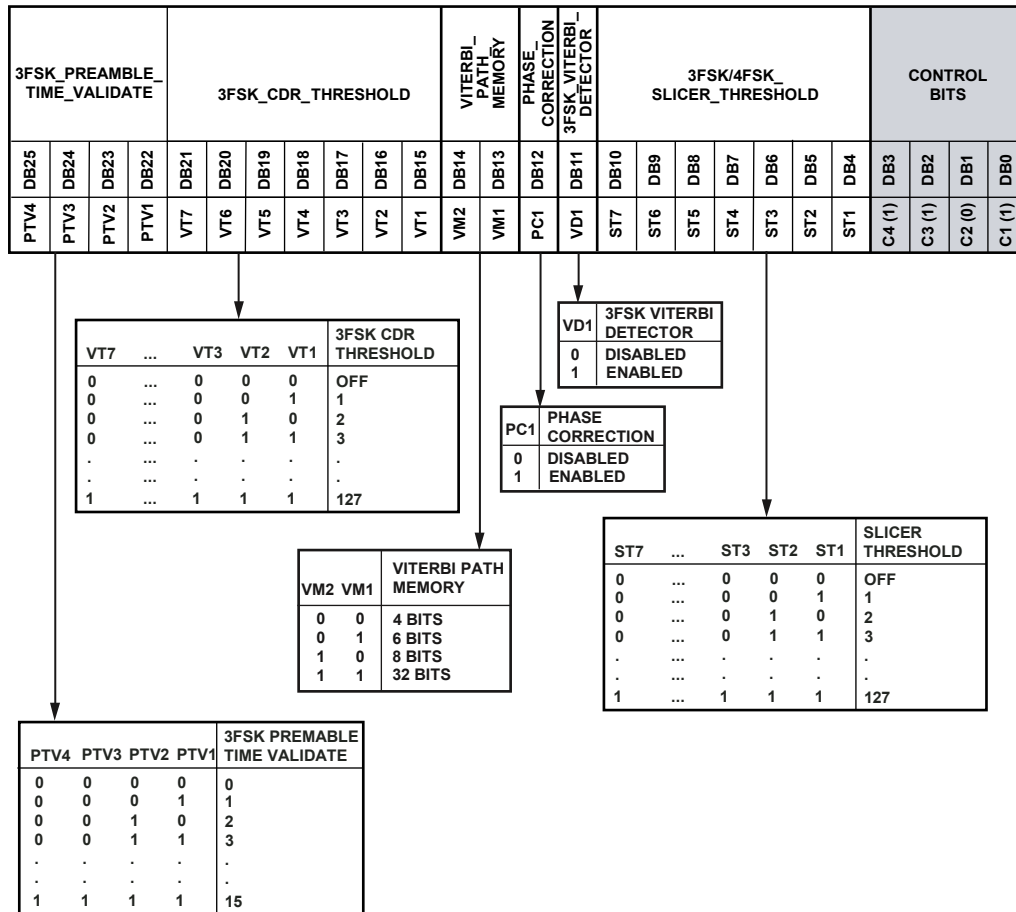 3FSK_PREAMBLE_
TIME_VALIDATE
3FSK_CDR_THRESHOLD
VITERBI_
PATH_
MEMORY
PHASE_
CORRECTION
3FSK_VITERBI_
DETECTOR
3FSK/4FSK_
SLICER_THRESHOLD
CONTROL
BITS
DB25 DB24 DB23 DB22 DB21 DB20 DB19 DB18 DB17 DB16 DB15 DB14 DB13 DB12 DB11 DB10 DB9 DB8 DB7 DB6 DB5 DB4 DB3 DB2 DB1 DB0
PTV4 PTV3 PTV2 PTV1 VT7 VT6 VT5 VT4 VT3 VT2 VT1 VM2 VM1 PC1 VD1 ST7 ST6 ST5 ST4 ST3 ST2 ST1 C4 (1) C3 (1) C2 (0) C1 (1)
VD1 3FSK VITERBI
DETECTOR
0 DISABLED
1 ENABLED
VT7 ... VT3 VT2 VT1 3FSK CDR
THRESHOLD
0 ... 0 0 0 OFF
0 ... 0 0 1 1
0 ... 0 1 0 2
0 ... 0 1 1 3
. ... . . . .
. ... . . . .
1 ... 1 1 1 127
PC1 PHASE
CORRECTION
0 DISABLED
1 ENABLED
ST7 ... ST3 ST2 ST1 SLICER
THRESHOLD
0 ... 0 0 0 OFF
0 ... 0 0 1 1
0 ... 0 1 0 2
0 ... 0 1 1 3
. ... . . . .
. ... . . . .
1 ... 1 1 1 127
VM2 VM1 VITERBI PATH
MEMORY
0 0 4 BITS
0 1 6 BITS
1 0 8 BITS
1 1 32 BITS
PTV4 PTV3 PTV2 PTV1 3FSK PREMABLE
TIME VALIDATE
0 0 0 0 0
0 0 0 1 1
0 0 1 0 2
0 0 1 1 3
. . . . .
. . . . .
1 1 1 1 15